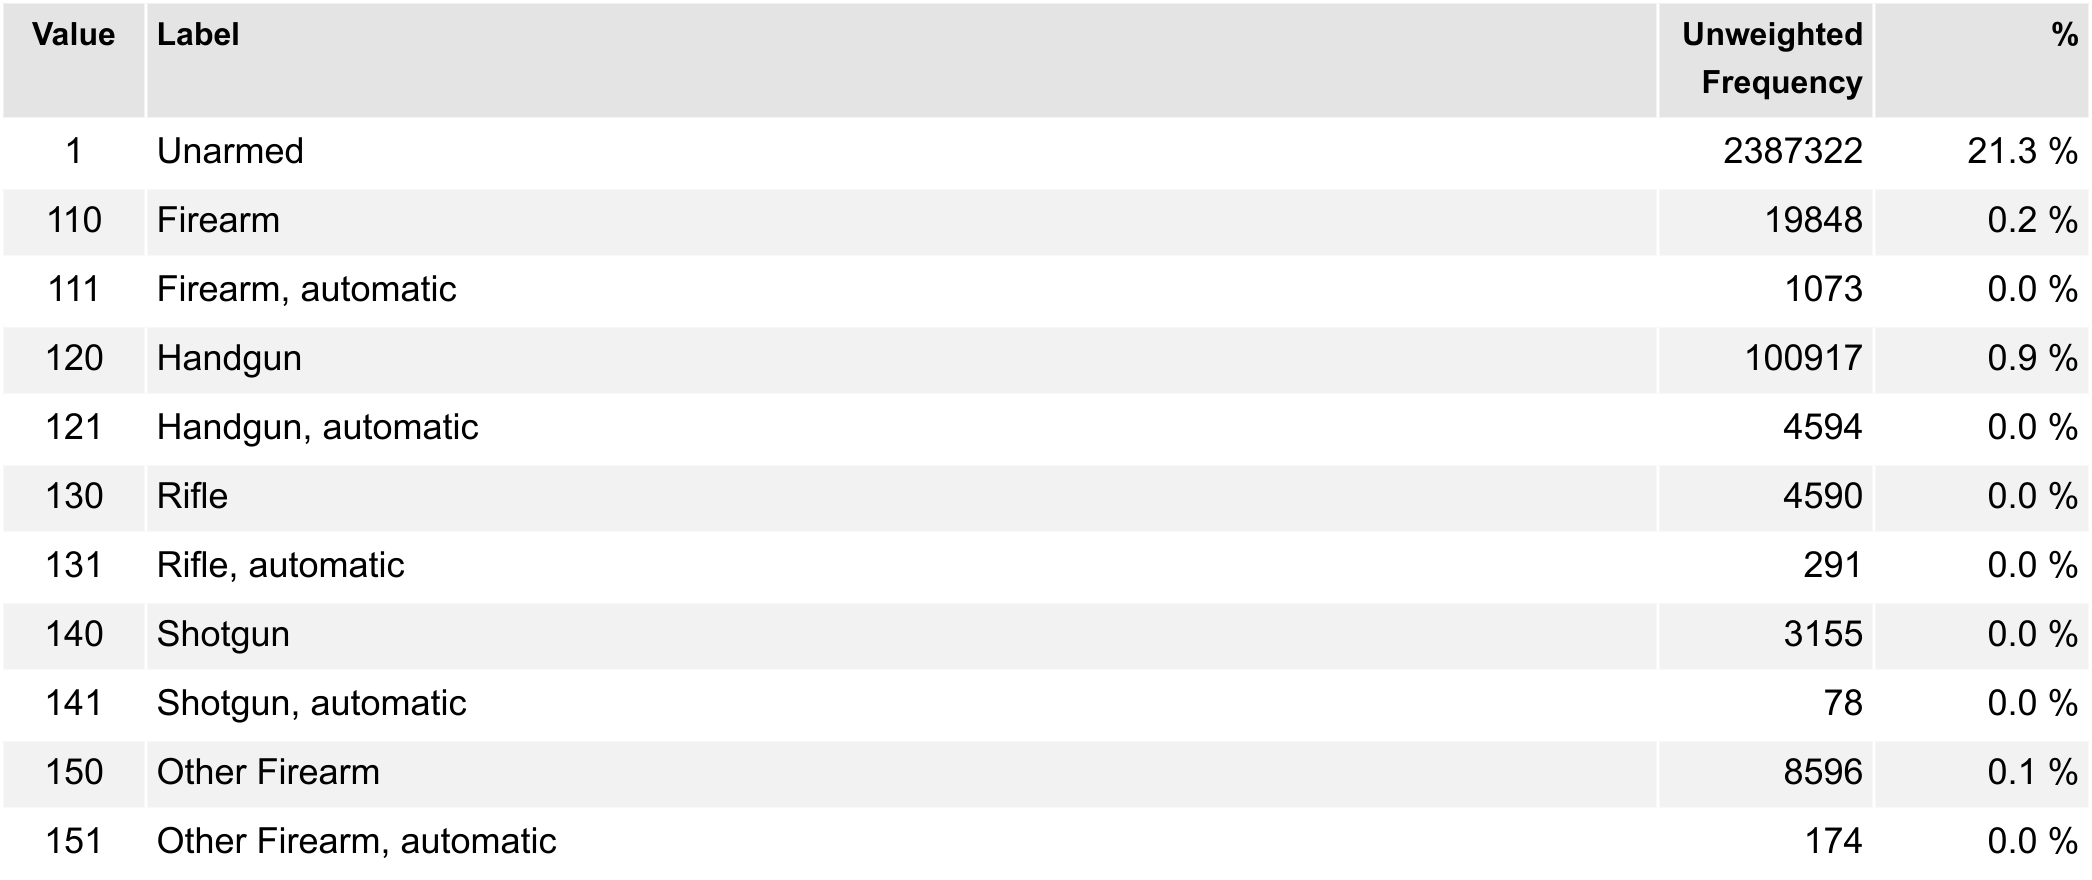 Value Label Unweighted Frequency %
1 Unarmed 2387322 21.3 %
110 Firearm 19848 0.2 %
111 Firearm, automatic 1073 0.0 %
120 Handgun 100917 0.9 %
121 Handgun, automatic 4594 0.0 %
130 Rifle 4590 0.0 %
131 Rifle, automatic 291 0.0 %
140 Shotgun 3155 0.0 %
141 Shotgun, automatic 78 0.0 %
150 Other Firearm 8596 0.1 %
151 Other Firearm, automatic 174 0.0 %